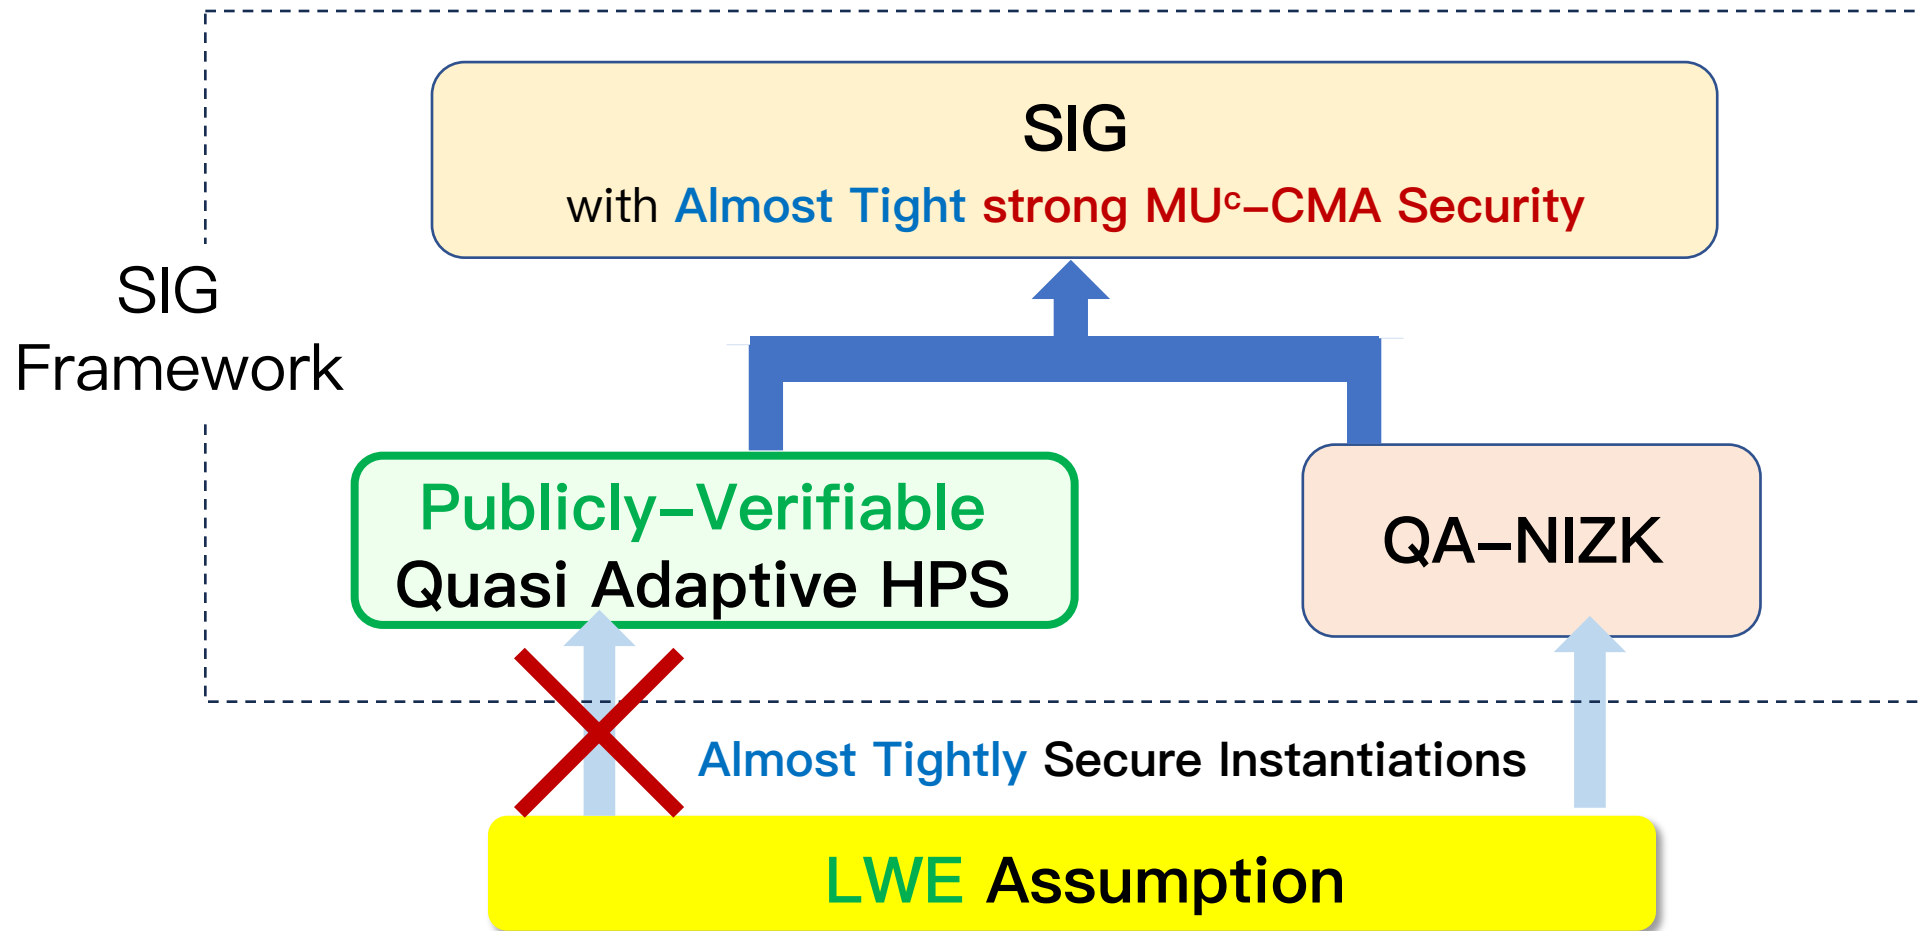 SIG
with Almost Tight strong MUᶜ-CMA Security
SIG
Framework
Publicly-Verifiable
Quasi Adaptive HPS
QA-NIZK
Almost Tightly Secure Instantiations
LWE Assumption